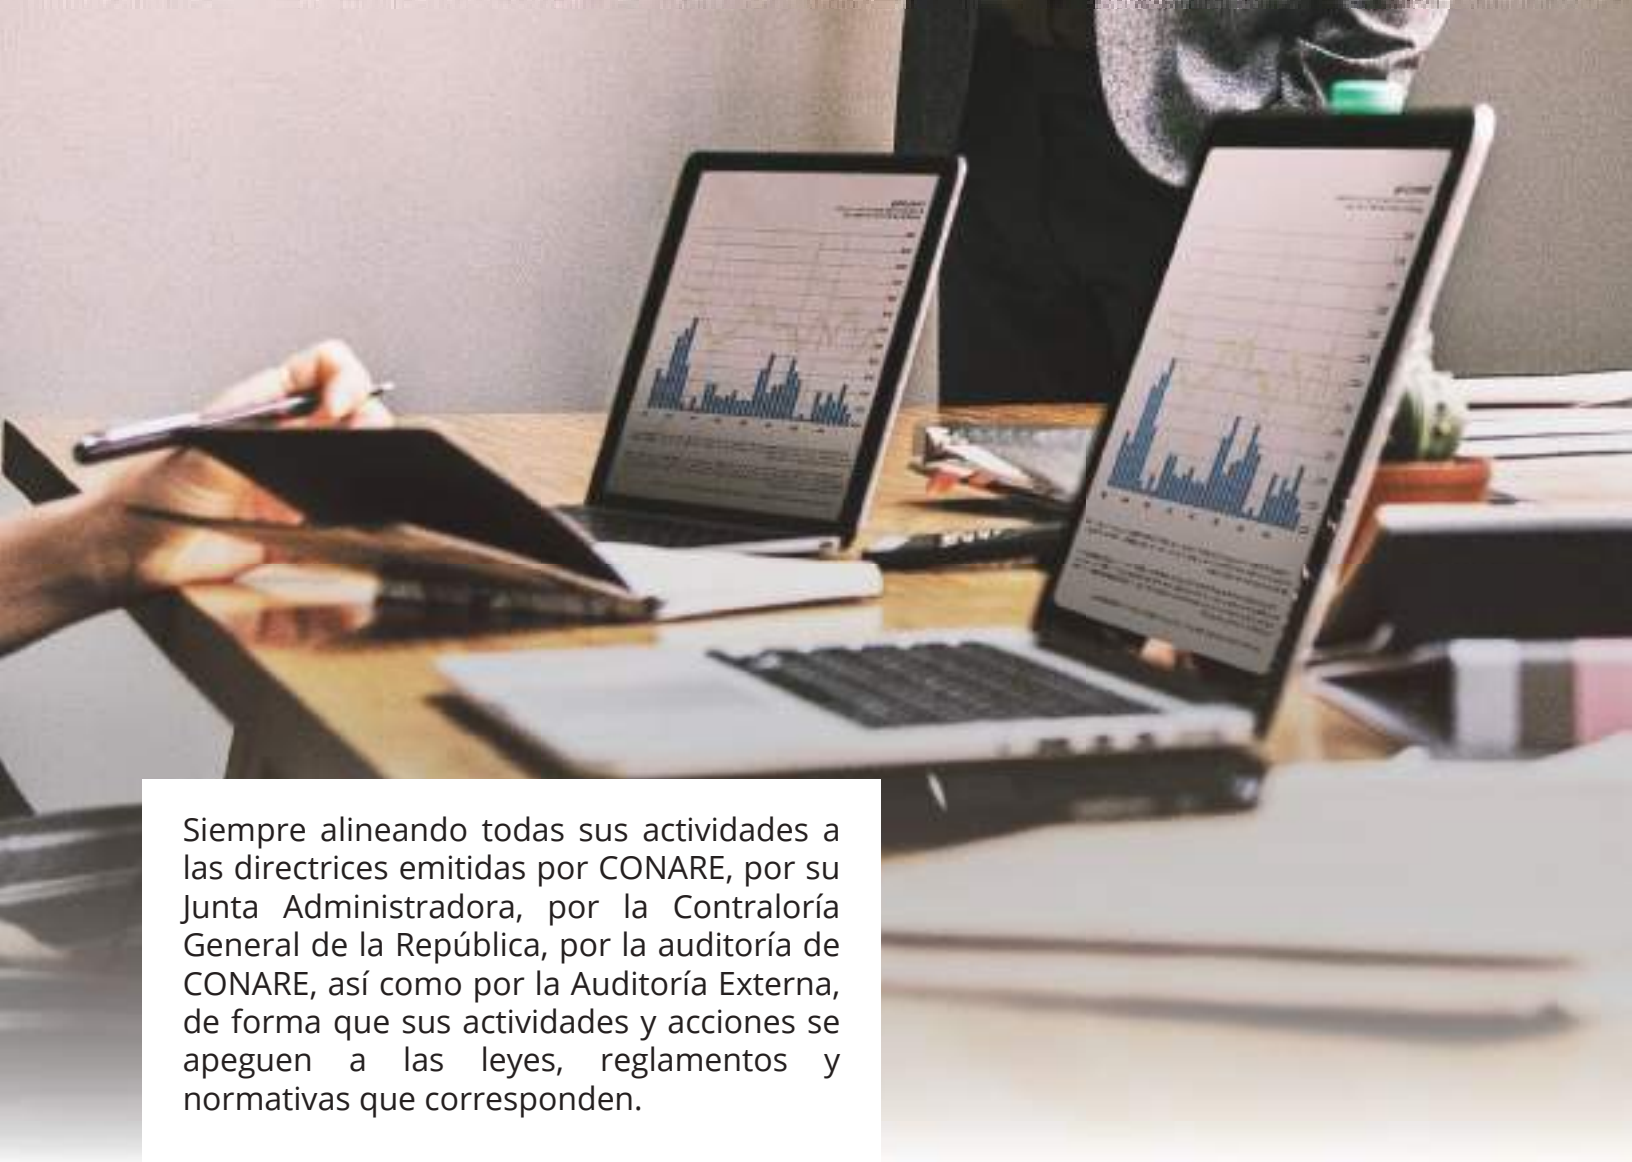 Siempre alineando todas sus actividades a
las directrices emitidas por CONARE, por su
Junta Administradora, por la Contraloría
General de la República, por la auditoría de
CONARE, así como por la Auditoría Externa,
de forma que sus actividades y acciones se
apeguen a las leyes, reglamentos y
normativas que corresponden.